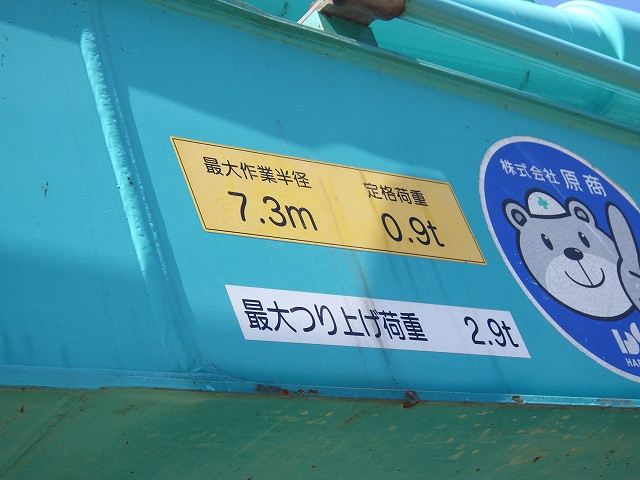 最大作業半径
定格荷重
7.3m
0.9t
最大つり上げ荷重 2.9t
株式会社 原商